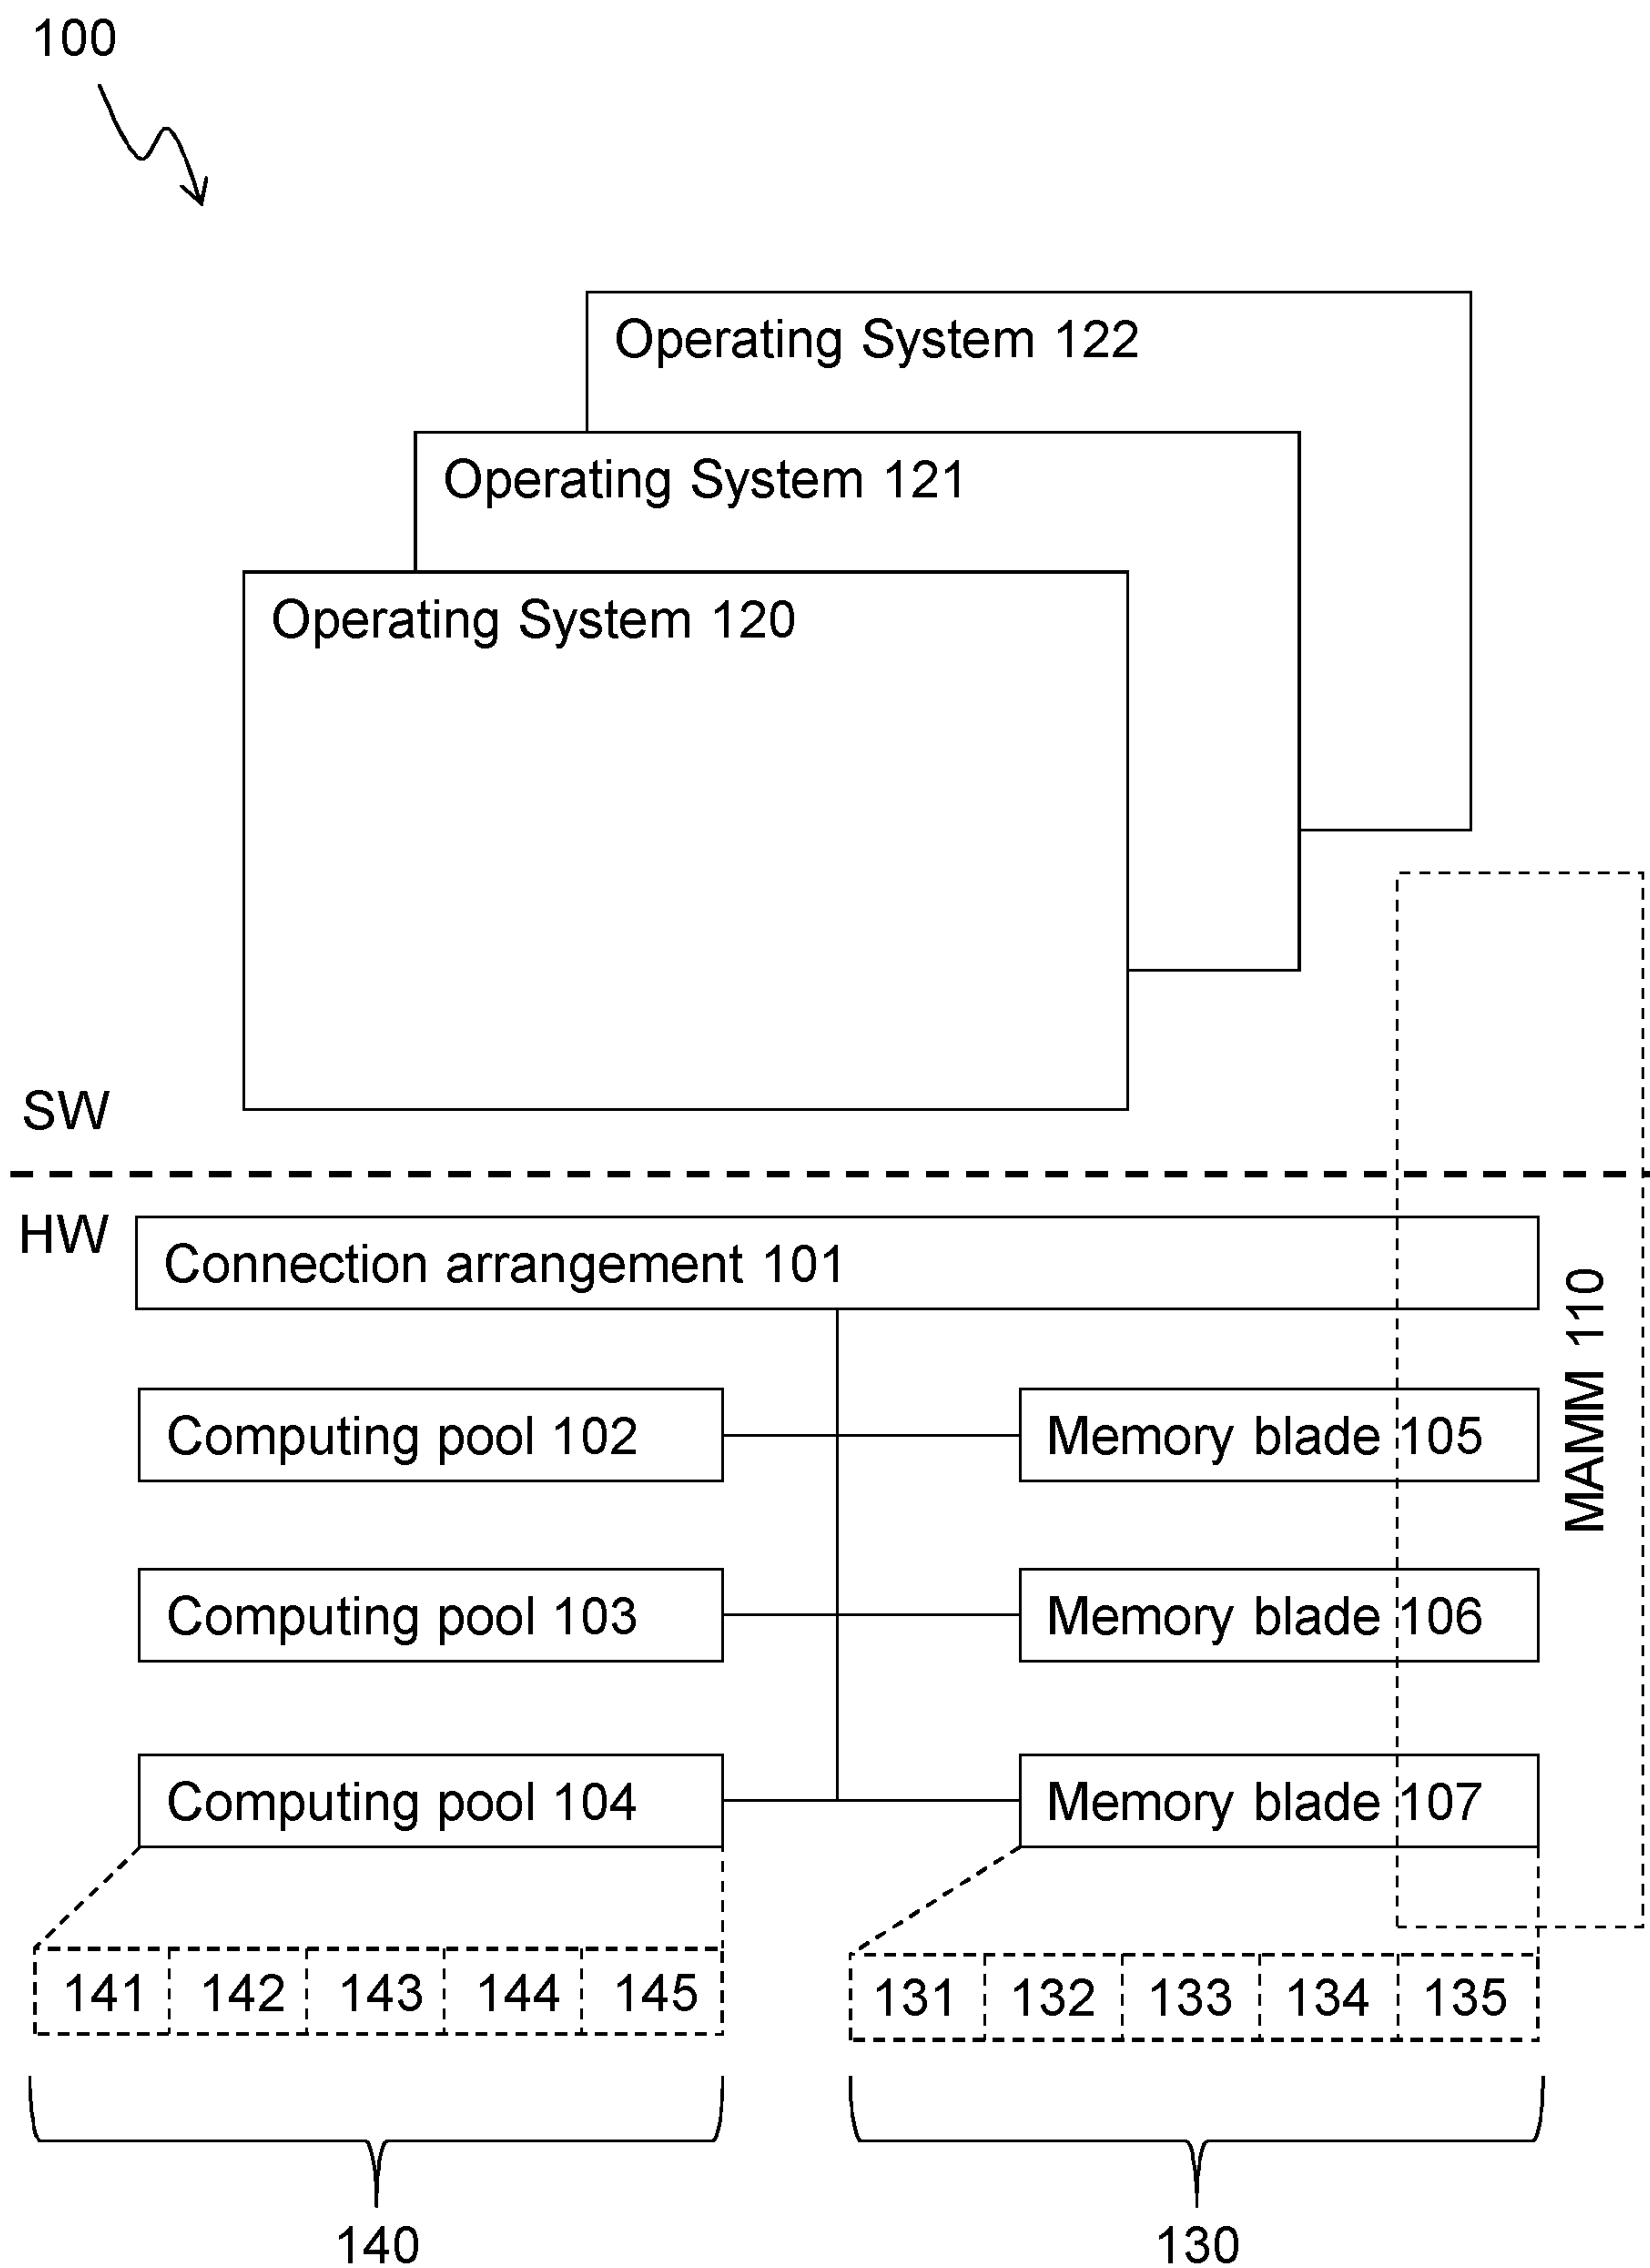 100
Operating System 122
Operating System 121
Operating System 120
SW
HW
Connection arrangement 101
MAMM 110
Computing pool 102
Memory blade 105
Computing pool 103
Memory blade 106
Computing pool 104
Memory blade 107
141 142 143 144 145
131 132 133 134 135
140
130